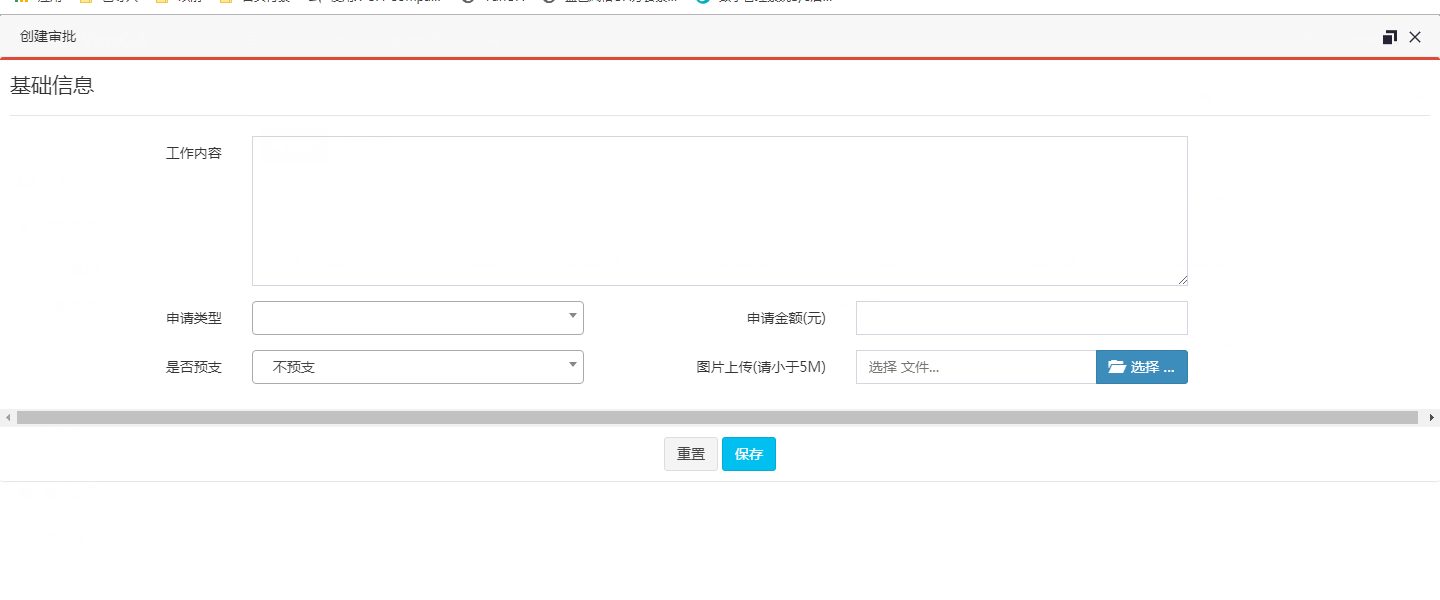 创建审批
基础信息
工作内容
申请类型
申请金额(元)
是否预支
不预支
图片上传(请小于5M)
选择 文件...
选择 ...
重置
保存